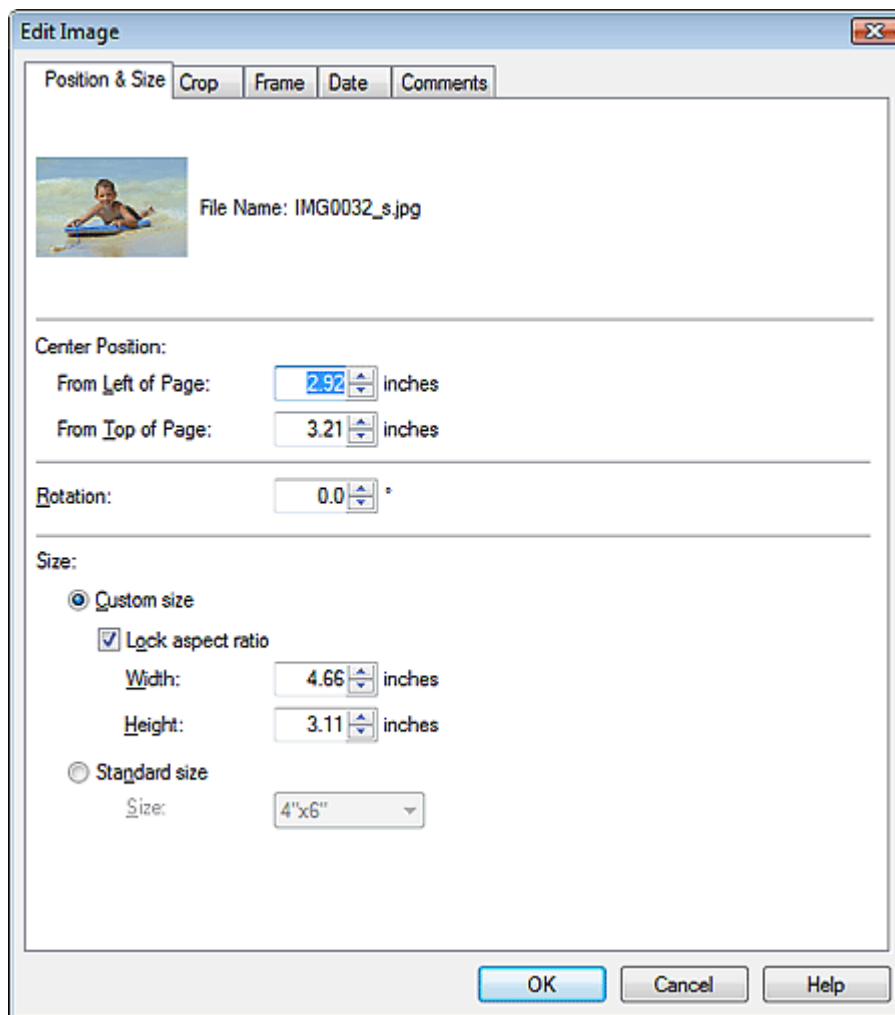 Edit Image
Position & Size Crop Frame Date Comments
File Name: IMG0032_s.jpg
Center Position:
From Left of Page: 2.92 inches
From Top of Page: 3.21 inches
Rotation: 0.0 °
Size:
Custom size
Lock aspect ratio
Width: 4.66 inches
Height: 3.11 inches
Standard size
Size: 4"x6"
OK Cancel Help